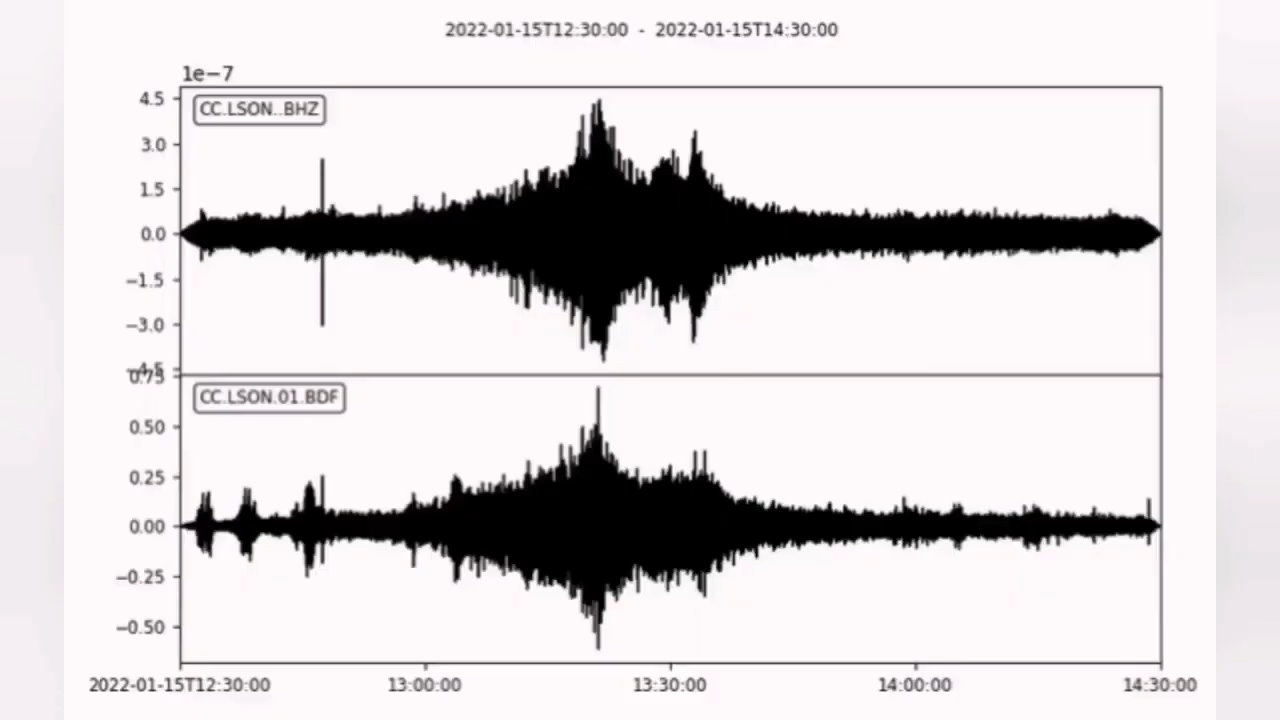 2022-01-15T12:30:00 - 2022-01-15T14:30:00
1e−7
CC.LSON..BHZ
4.5
3.0
1.5
0.0
−1.5
−3.0
−4.5
0.75
CC.LSON.01.BDF
0.50
0.25
0.00
−0.25
−0.50
2022-01-15T12:30:00 13:00:00 13:30:00 14:00:00 14:30:00